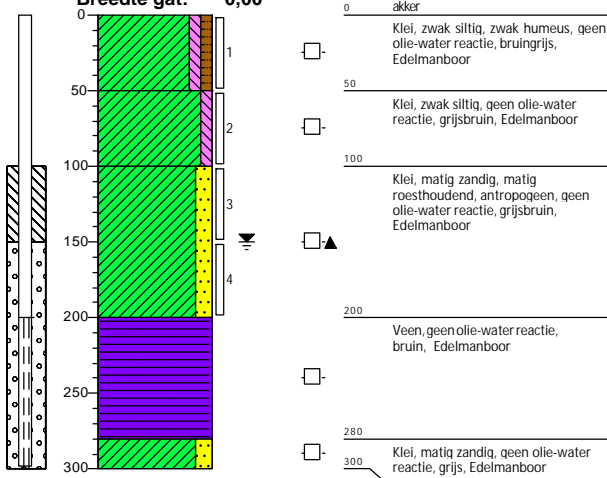 Breedte gat: 0,00
0
50
100
150
200
250
300
1
2
3
4
0
akker
Klei, zwak siltig, zwak humeus, geen
olie-water reactie, bruingrijs,
Edelmanboor
50
Klei, zwak siltig, geen olie-water
reactie, grijsbruin, Edelmanboor
100
Klei, matig zandig, matig
roesthoudend, antropogeen, geen
olie-water reactie, grijsbruin,
Edelmanboor
200
Veen, geen olie-water reactie,
bruin, Edelmanboor
280
Klei, matig zandig, geen olie-water
reactie, grijs, Edelmanboor
300